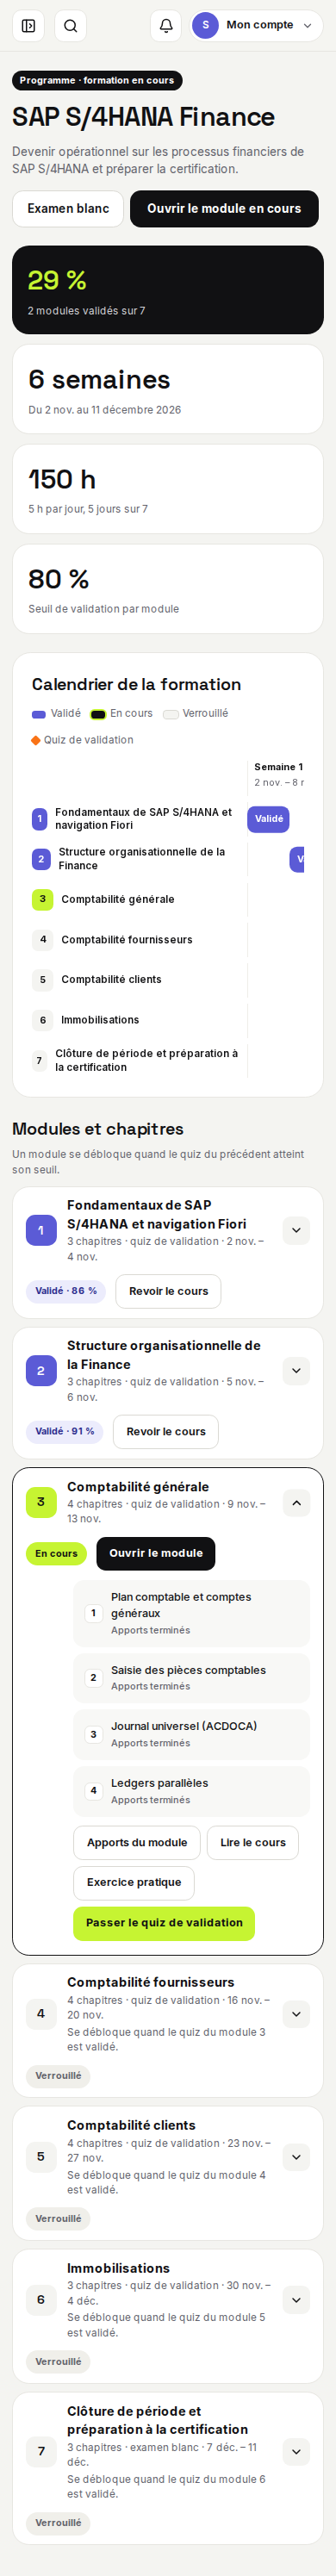 S Mon compte
Programme · formation en cours
SAP S/4HANA Finance
Devenir opérationnel sur les processus financiers de
SAP S/4HANA et préparer la certification.
Examen blanc
Ouvrir le module en cours
29 %
2 modules validés sur 7
6 semaines
Du 2 nov. au 11 décembre 2026
150 h
5 h par jour, 5 jours sur 7
80 %
Seuil de validation par module
Calendrier de la formation
Validé En cours Verrouillé
Quiz de validation
Semaine 1
2 nov. – 8 n
1 Fondamentaux de SAP S/4HANA et
navigation Fiori
Validé
2 Structure organisationnelle de la
Finance
V
3 Comptabilité générale
4 Comptabilité fournisseurs
5 Comptabilité clients
6 Immobilisations
7 Clôture de période et préparation à
la certification
Modules et chapitres
Un module se débloque quand le quiz du précédent atteint
son seuil.
1
Fondamentaux de SAP
S/4HANA et navigation Fiori
3 chapitres · quiz de validation · 2 nov. –
4 nov.
Validé · 86 %
Revoir le cours
2
Structure organisationnelle de
la Finance
3 chapitres · quiz de validation · 5 nov. –
6 nov.
Validé · 91 %
Revoir le cours
3
Comptabilité générale
4 chapitres · quiz de validation · 9 nov. –
13 nov.
En cours
Ouvrir le module
1
Plan comptable et comptes
généraux
Apports terminés
2
Saisie des pièces comptables
Apports terminés
3
Journal universel (ACDOCA)
Apports terminés
4
Ledgers parallèles
Apports terminés
Apports du module
Lire le cours
Exercice pratique
Passer le quiz de validation
4
Comptabilité fournisseurs
4 chapitres · quiz de validation · 16 nov. –
20 nov.
Se débloque quand le quiz du module 3
est validé.
Verrouillé
5
Comptabilité clients
4 chapitres · quiz de validation · 23 nov. –
27 nov.
Se débloque quand le quiz du module 4
est validé.
Verrouillé
6
Immobilisations
3 chapitres · quiz de validation · 30 nov. –
4 déc.
Se débloque quand le quiz du module 5
est validé.
Verrouillé
7
Clôture de période et
préparation à la certification
3 chapitres · examen blanc · 7 déc. – 11
déc.
Se débloque quand le quiz du module 6
est validé.
Verrouillé